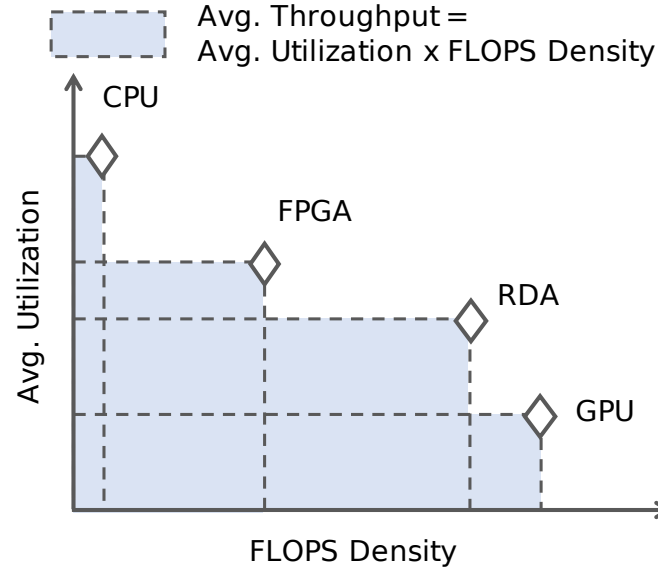 Avg. Throughput =
Avg. Utilization x FLOPS Density
CPU
FPGA
RDA
GPU
Avg. Utilization
FLOPS Density